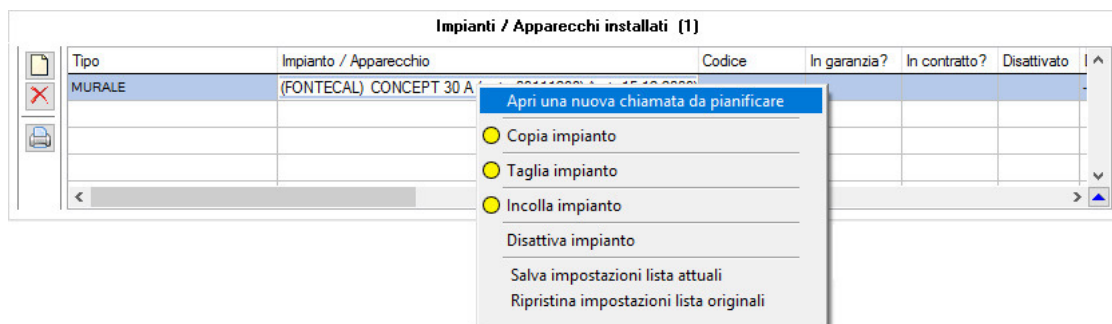 Impianti / Apparecchi installati (1)
Tipo Impianto / Apparecchio Codice In garanzia? In contratto? Disattivato
MURALE (FONTECAL) CONCEPT 30 A
Apri una nuova chiamata da pianificare
Copia impianto
Taglia impianto
Incolla impianto
Disattiva impianto
Salva impostazioni lista attuali
Ripristina impostazioni lista originali